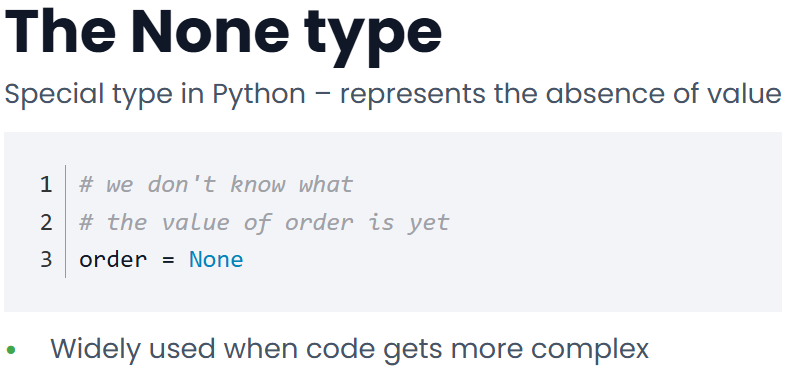 The None type
Special type in Python – represents the absence of value
1 # we don't know what
2 # the value of order is yet
3 order = None
• Widely used when code gets more complex